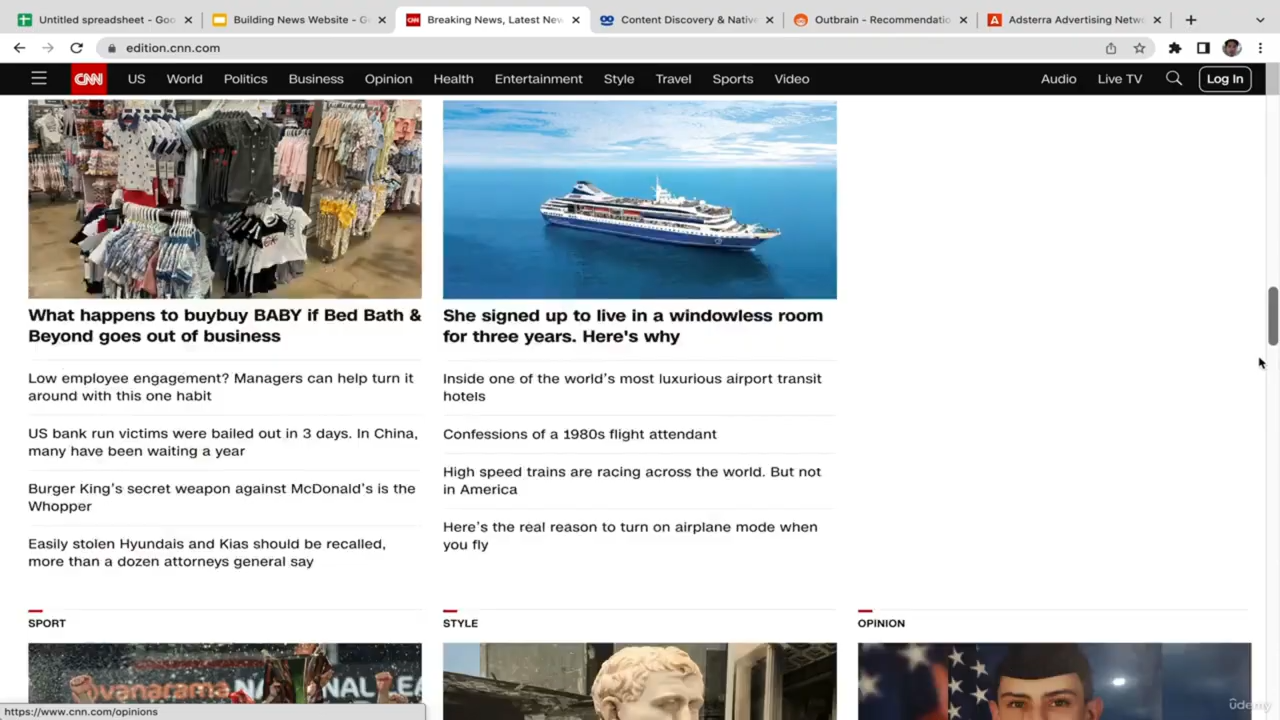 Untitled spreadsheet - Goo
Building News Website - G
Breaking News, Latest New
Content Discovery & Native
Outbrain - Recommendatio
Adsterra Advertising Netw
edition.cnn.com
CNN
US
World
Politics
Business
Opinion
Health
Entertainment
Style
Travel
Sports
Video
Audio
Live TV
Log In
What happens to buybuy BABY if Bed Bath &
Beyond goes out of business
Low employee engagement? Managers can help turn it
around with this one habit
US bank run victims were bailed out in 3 days. In China,
many have been waiting a year
Burger King's secret weapon against McDonald's is the
Whopper
Easily stolen Hyundais and Kias should be recalled,
more than a dozen attorneys general say
She signed up to live in a windowless room
for three years. Here's why
Inside one of the world's most luxurious airport transit
hotels
Confessions of a 1980s flight attendant
High speed trains are racing across the world. But not
in America
Here's the real reason to turn on airplane mode when
you fly
SPORT
STYLE
OPINION
vanarama
NATIONAL LEA
https://www.cnn.com/opinions
ûdemy